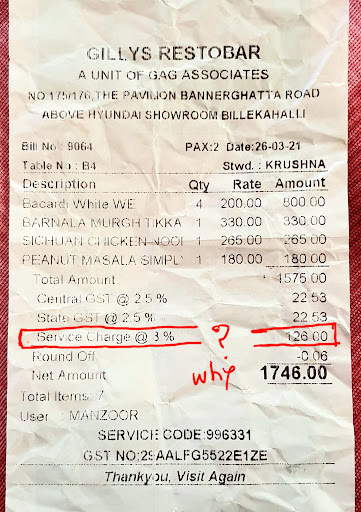 GILLYS RESTOBAR
A UNIT OF GAG ASSOCIATES
NO.175/176,THE PAVILION BANNERGHATTA ROAD
ABOVE HYUNDAI SHOWROOM BILLEKAHALLI
Bill No : 9064 PAX:2 Date:26-03-21
Table No : B4 Stwd. : KRUSHNA
Description Qty Rate Amount
Bacardi White WE 4 200.00 800.00
BARNALA MURGH TIKKA 1 330.00 330.00
SICHUAN CHICKEN NOOI 1 265.00 265.00
PEANUT MASALA SIMPLY 1 180.00 180.00
Total Amount 1575.00
Central GST @ 2.5 % 22.53
State GST @ 2.5 % 22.53
Service Charge @ 8 % ? 126.00
Round Off -0.06
why
Net Amount 1746.00
Total Items: 7
User : MANZOOR
SERVICE CODE:996331
GST NO:29AALFG5522E1ZE
Thankyou, Visit Again